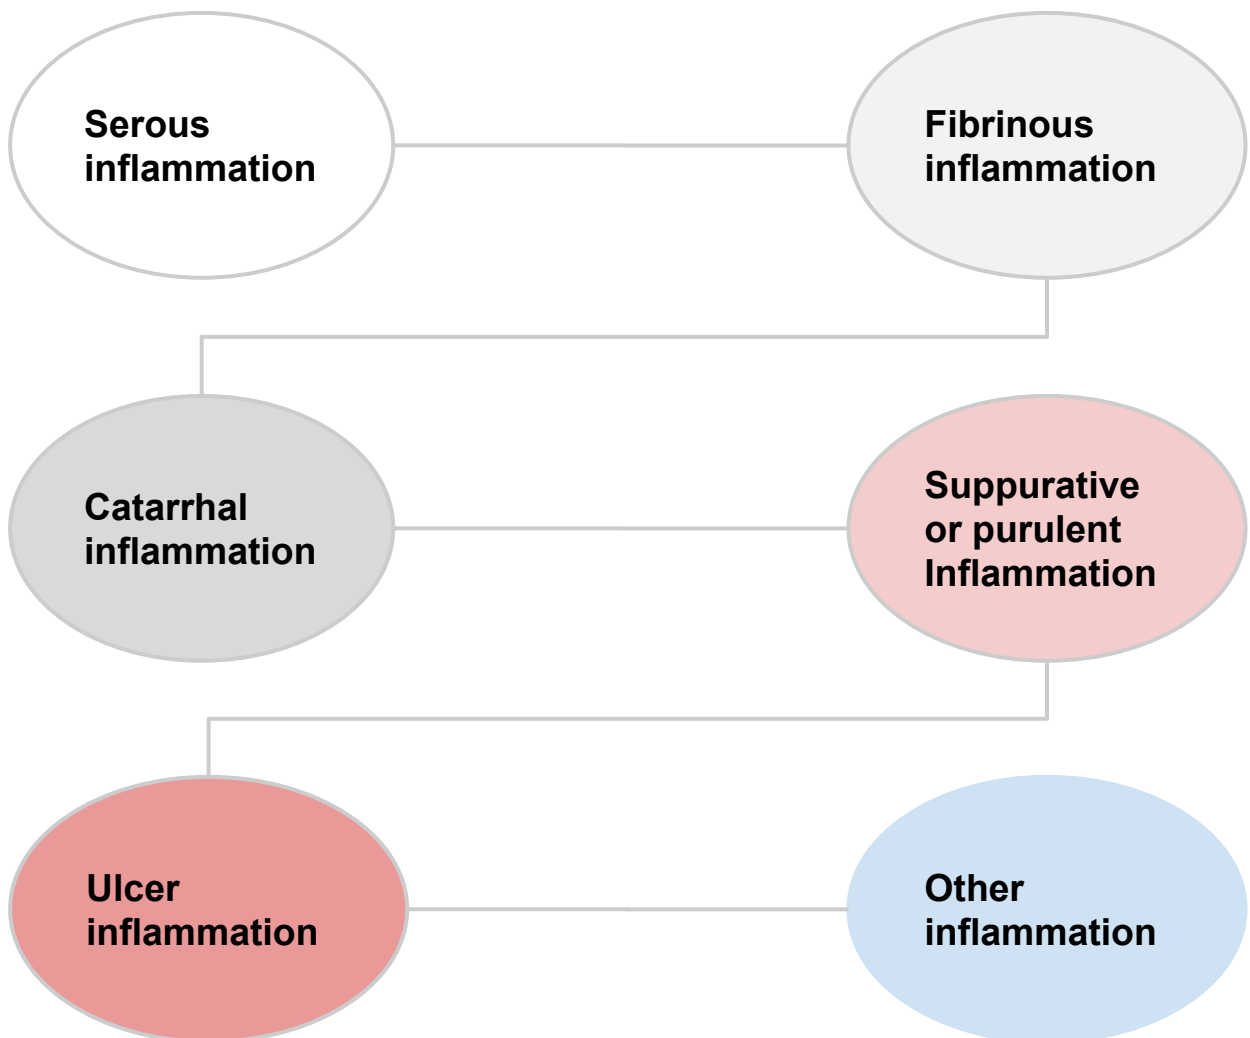 Serous
inflammation
Fibrinous
inflammation
Catarrhal
inflammation
Suppurative
or purulent
Inflammation
Ulcer
inflammation
Other
inflammation